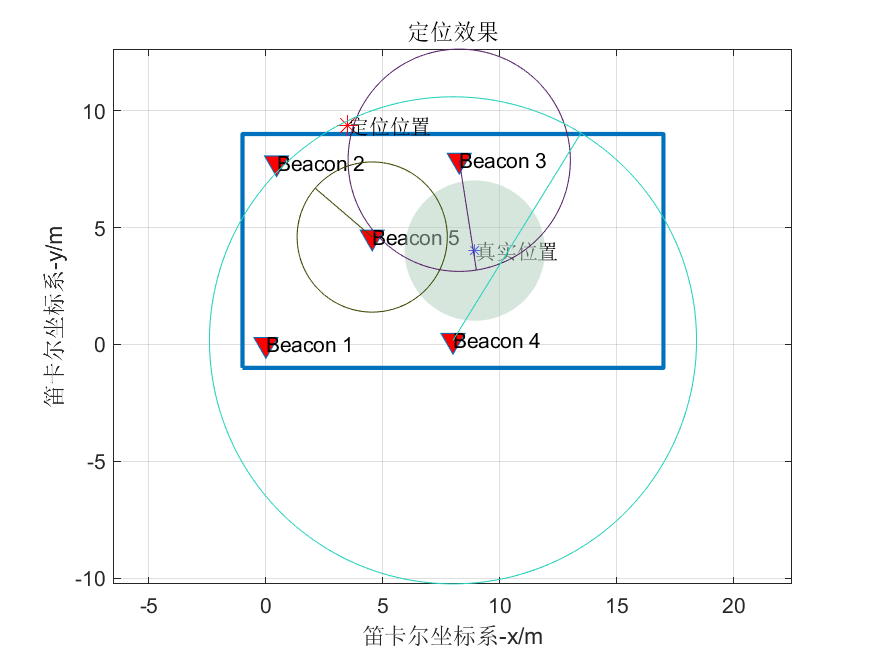 定位效果
10
5
0
-5
-10
笛卡尔坐标系-y/m
定位位置
Beacon 2
Beacon 3
Beacon 5
真实位置
Beacon 1
Beacon 4
-5
0
5
10
15
20
笛卡尔坐标系-x/m